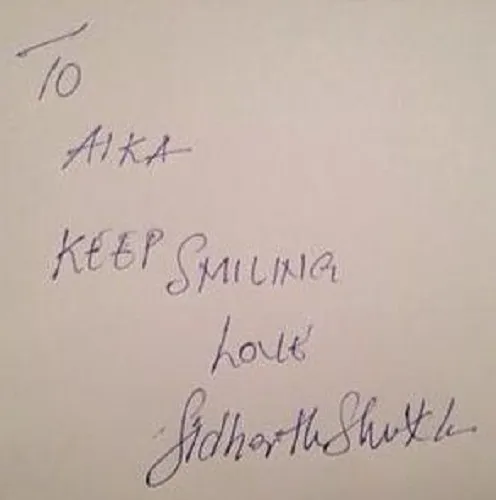 To
AIKA
KEEP SMILING
Love
Sidharth Shukla